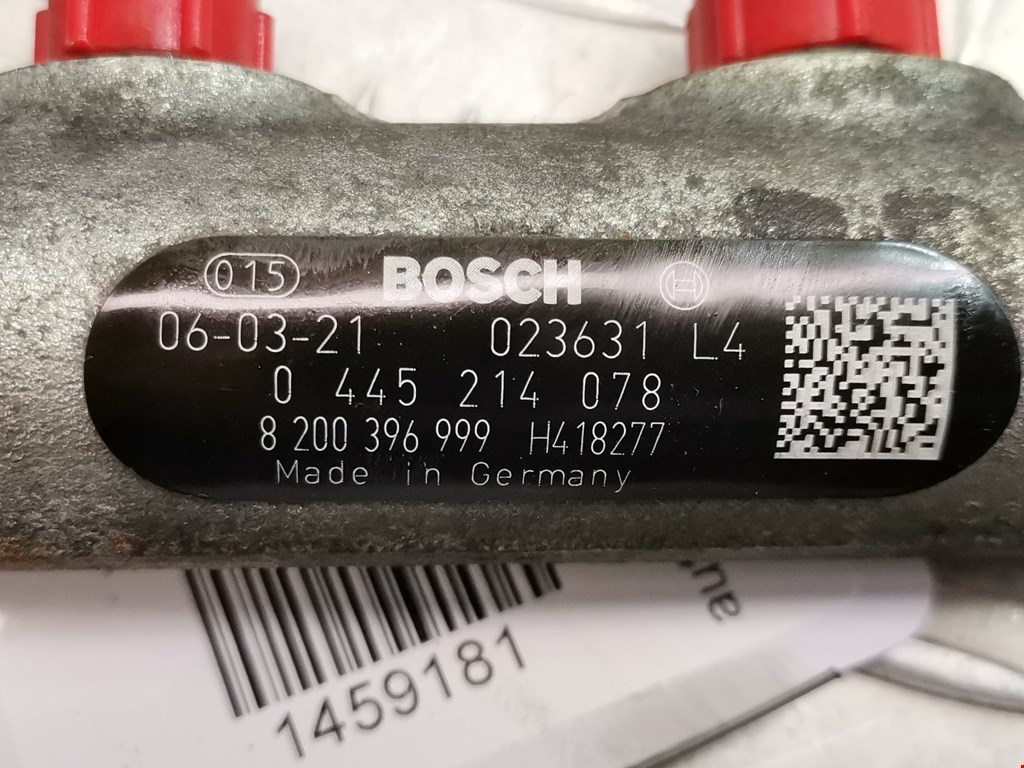 015 BOSCH
06-03-21 023631 L4
0 445 214 078
8 200 396 999 H418277
Made in Germany
1459181